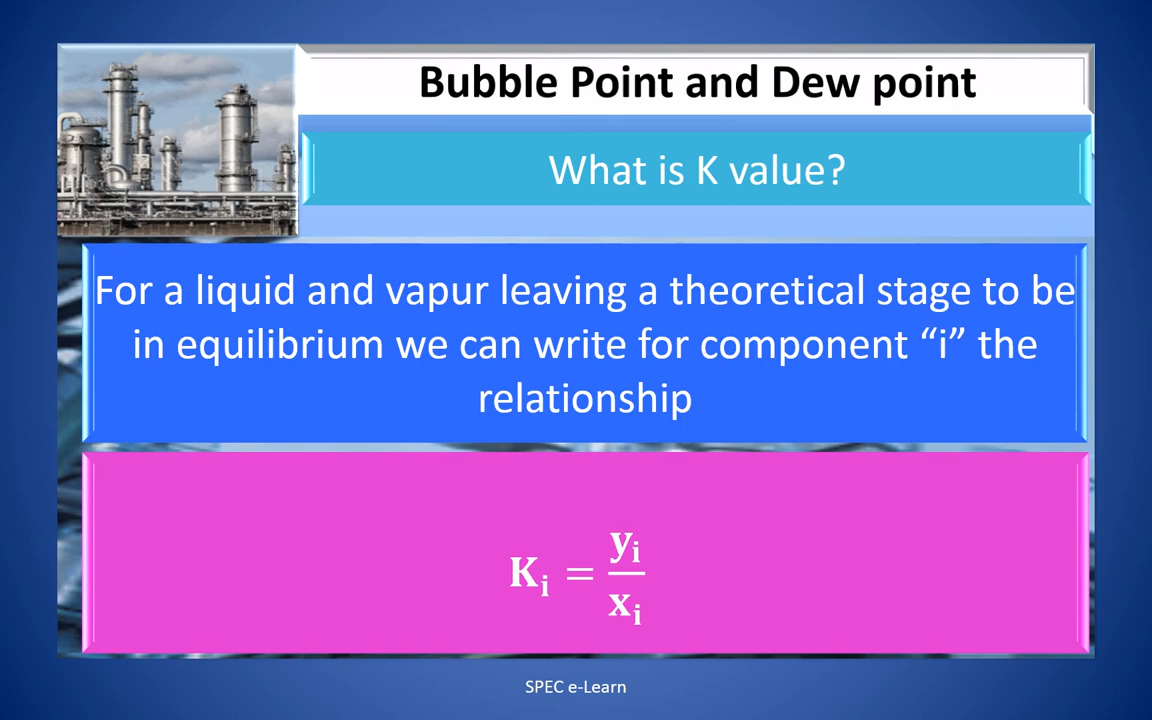 Bubble Point and Dew point
What is K value?
For a liquid and vapur leaving a theoretical stage to be
in equilibrium we can write for component “i” the
relationship
Kᵢ = yᵢ/xᵢ
SPEC e-Learn